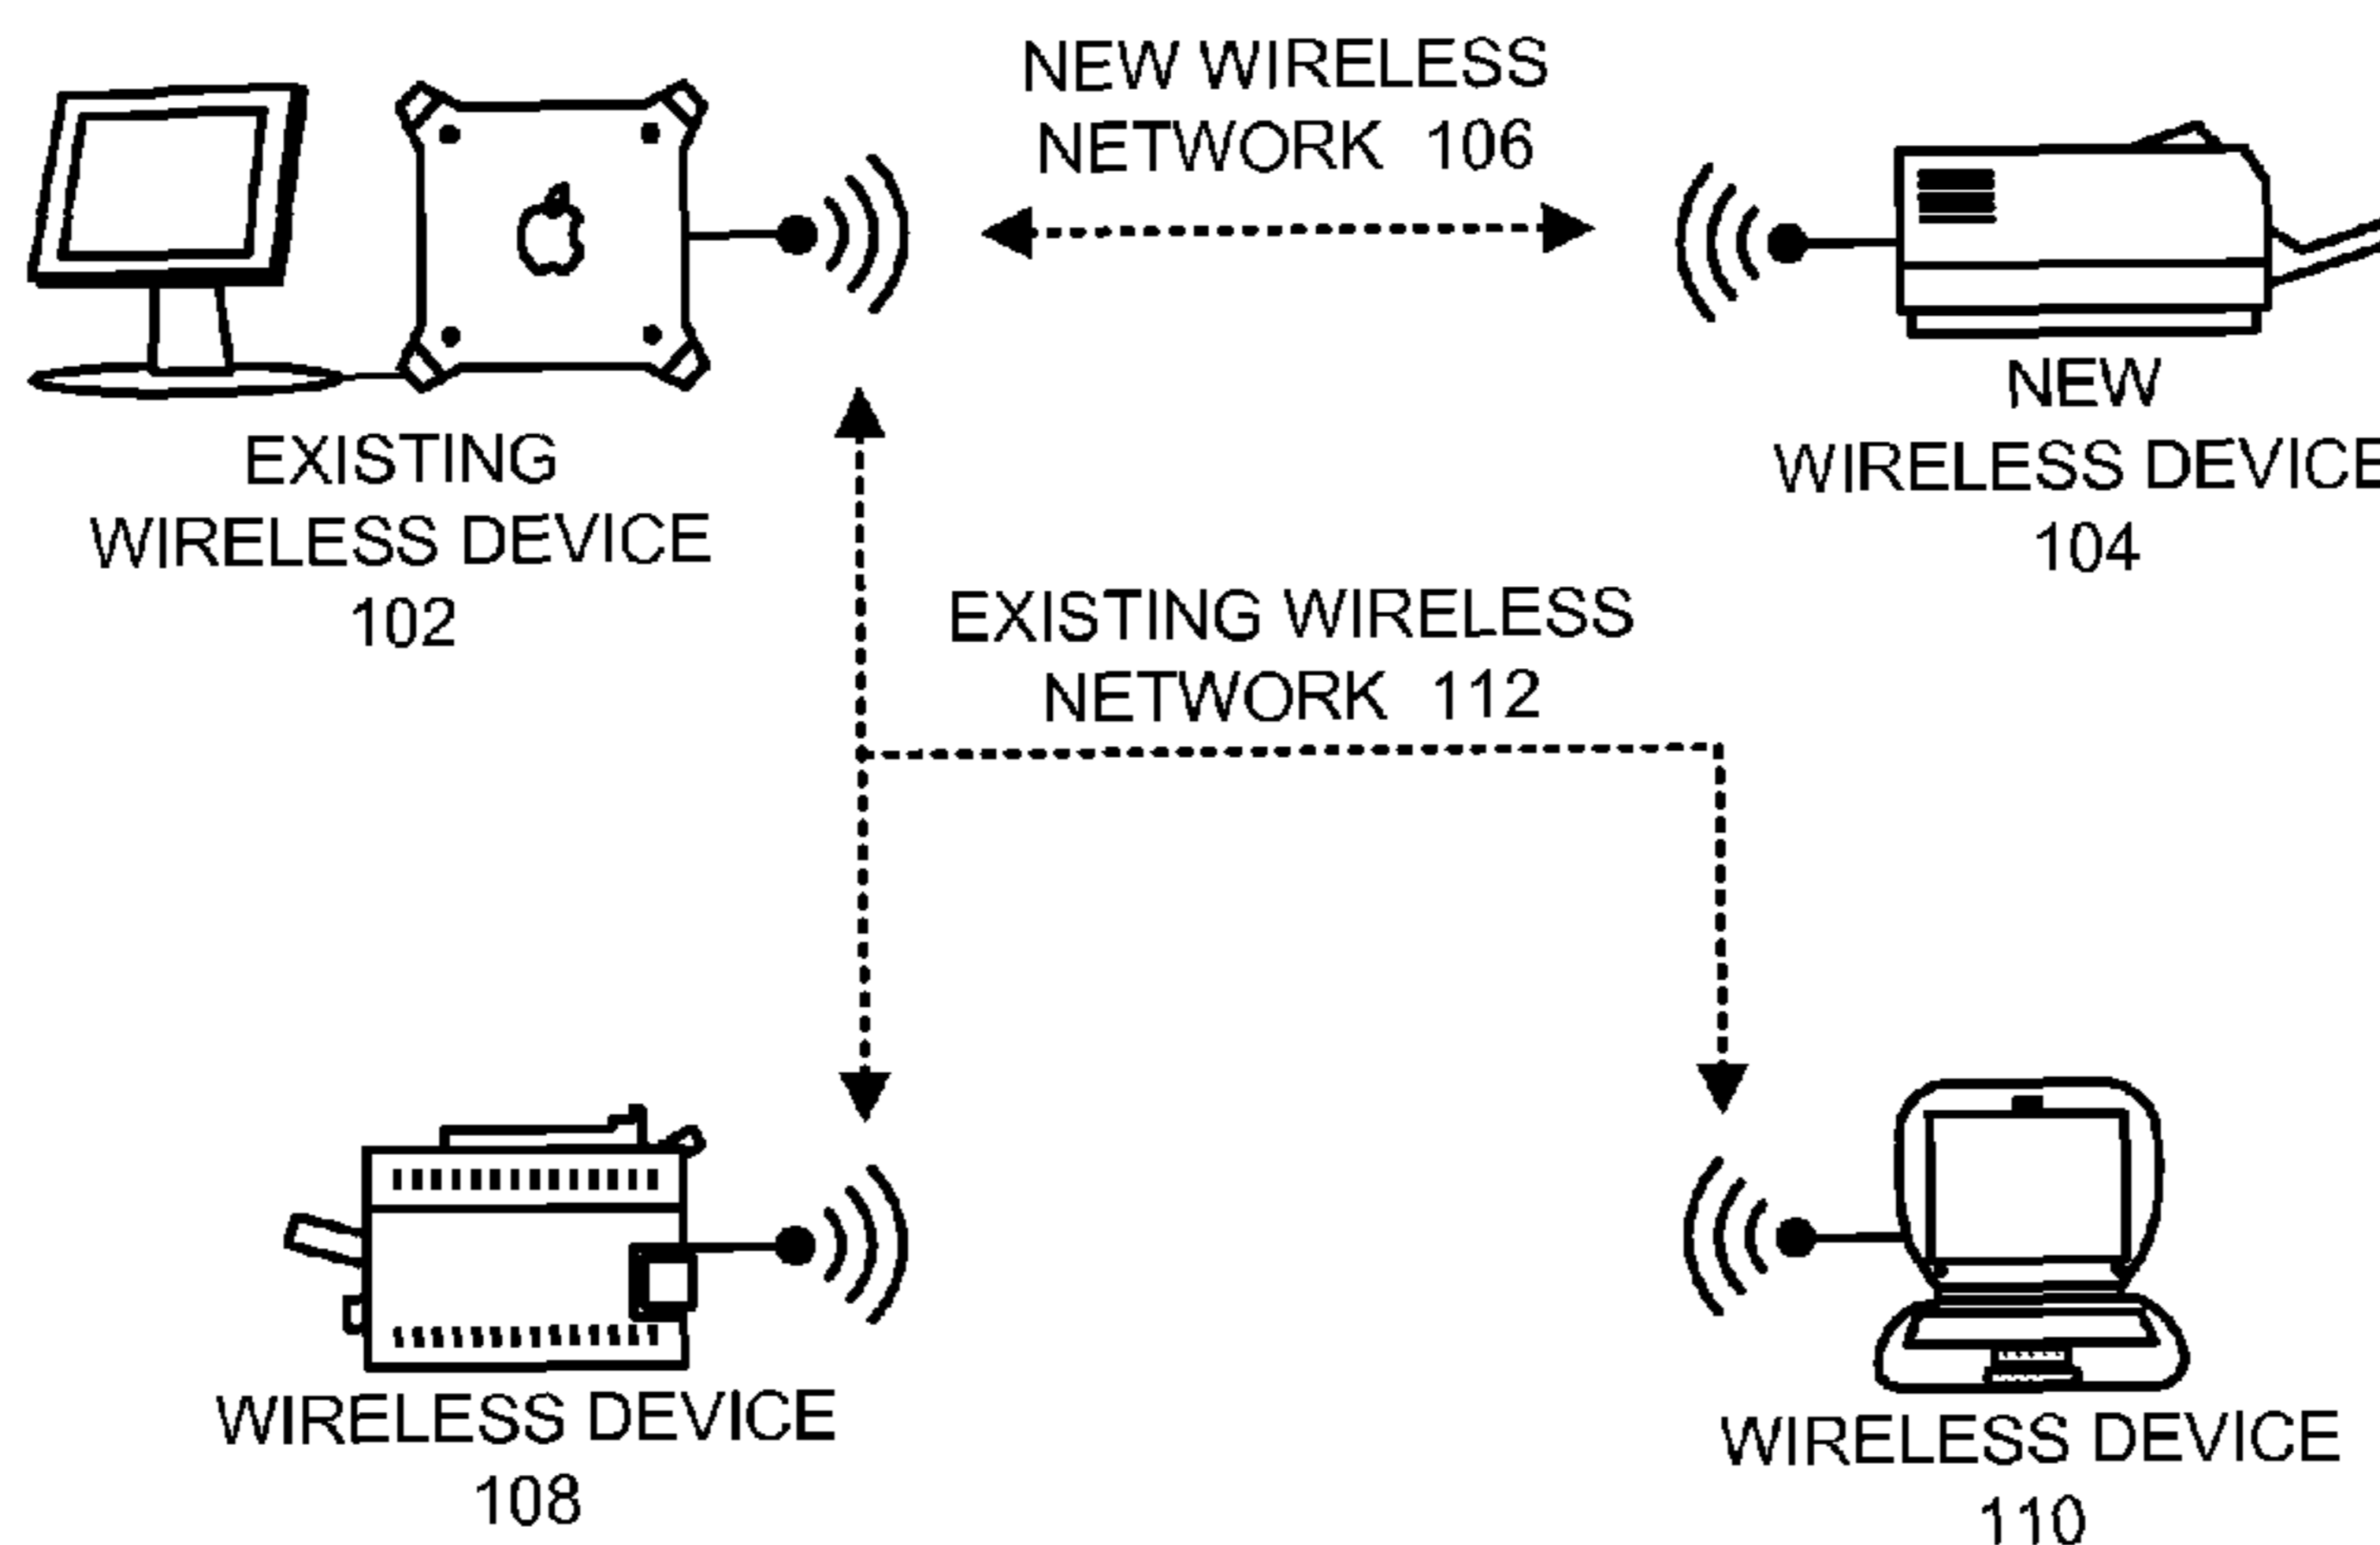 NEW WIRELESS
NETWORK 106
EXISTING
WIRELESS DEVICE
102
NEW
WIRELESS DEVICE
104
EXISTING WIRELESS
NETWORK 112
WIRELESS DEVICE
108
WIRELESS DEVICE
110